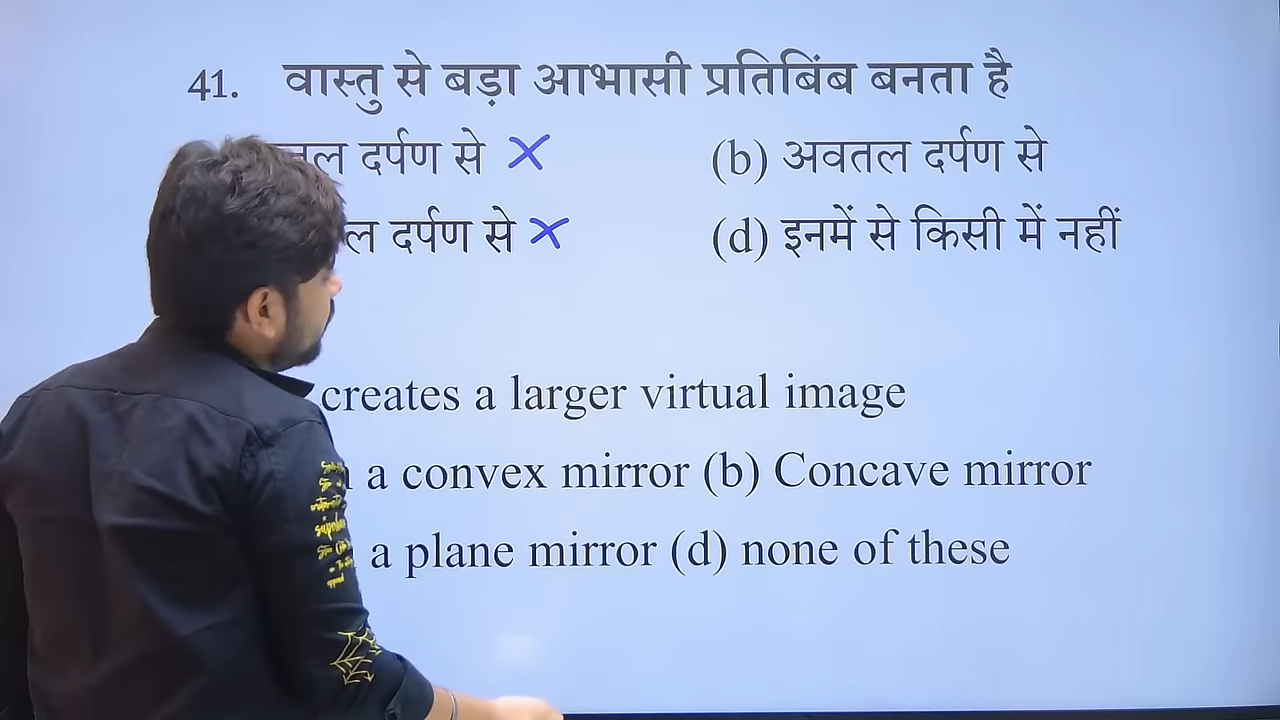 41. वास्तु से बड़ा आभासी प्रतिबिंब बनता है
दर्पण से × (b) अवतल दर्पण से
दर्पण से × (d) इनमें से किसी में नहीं
creates a larger virtual image
a convex mirror (b) Concave mirror
a plane mirror (d) none of these